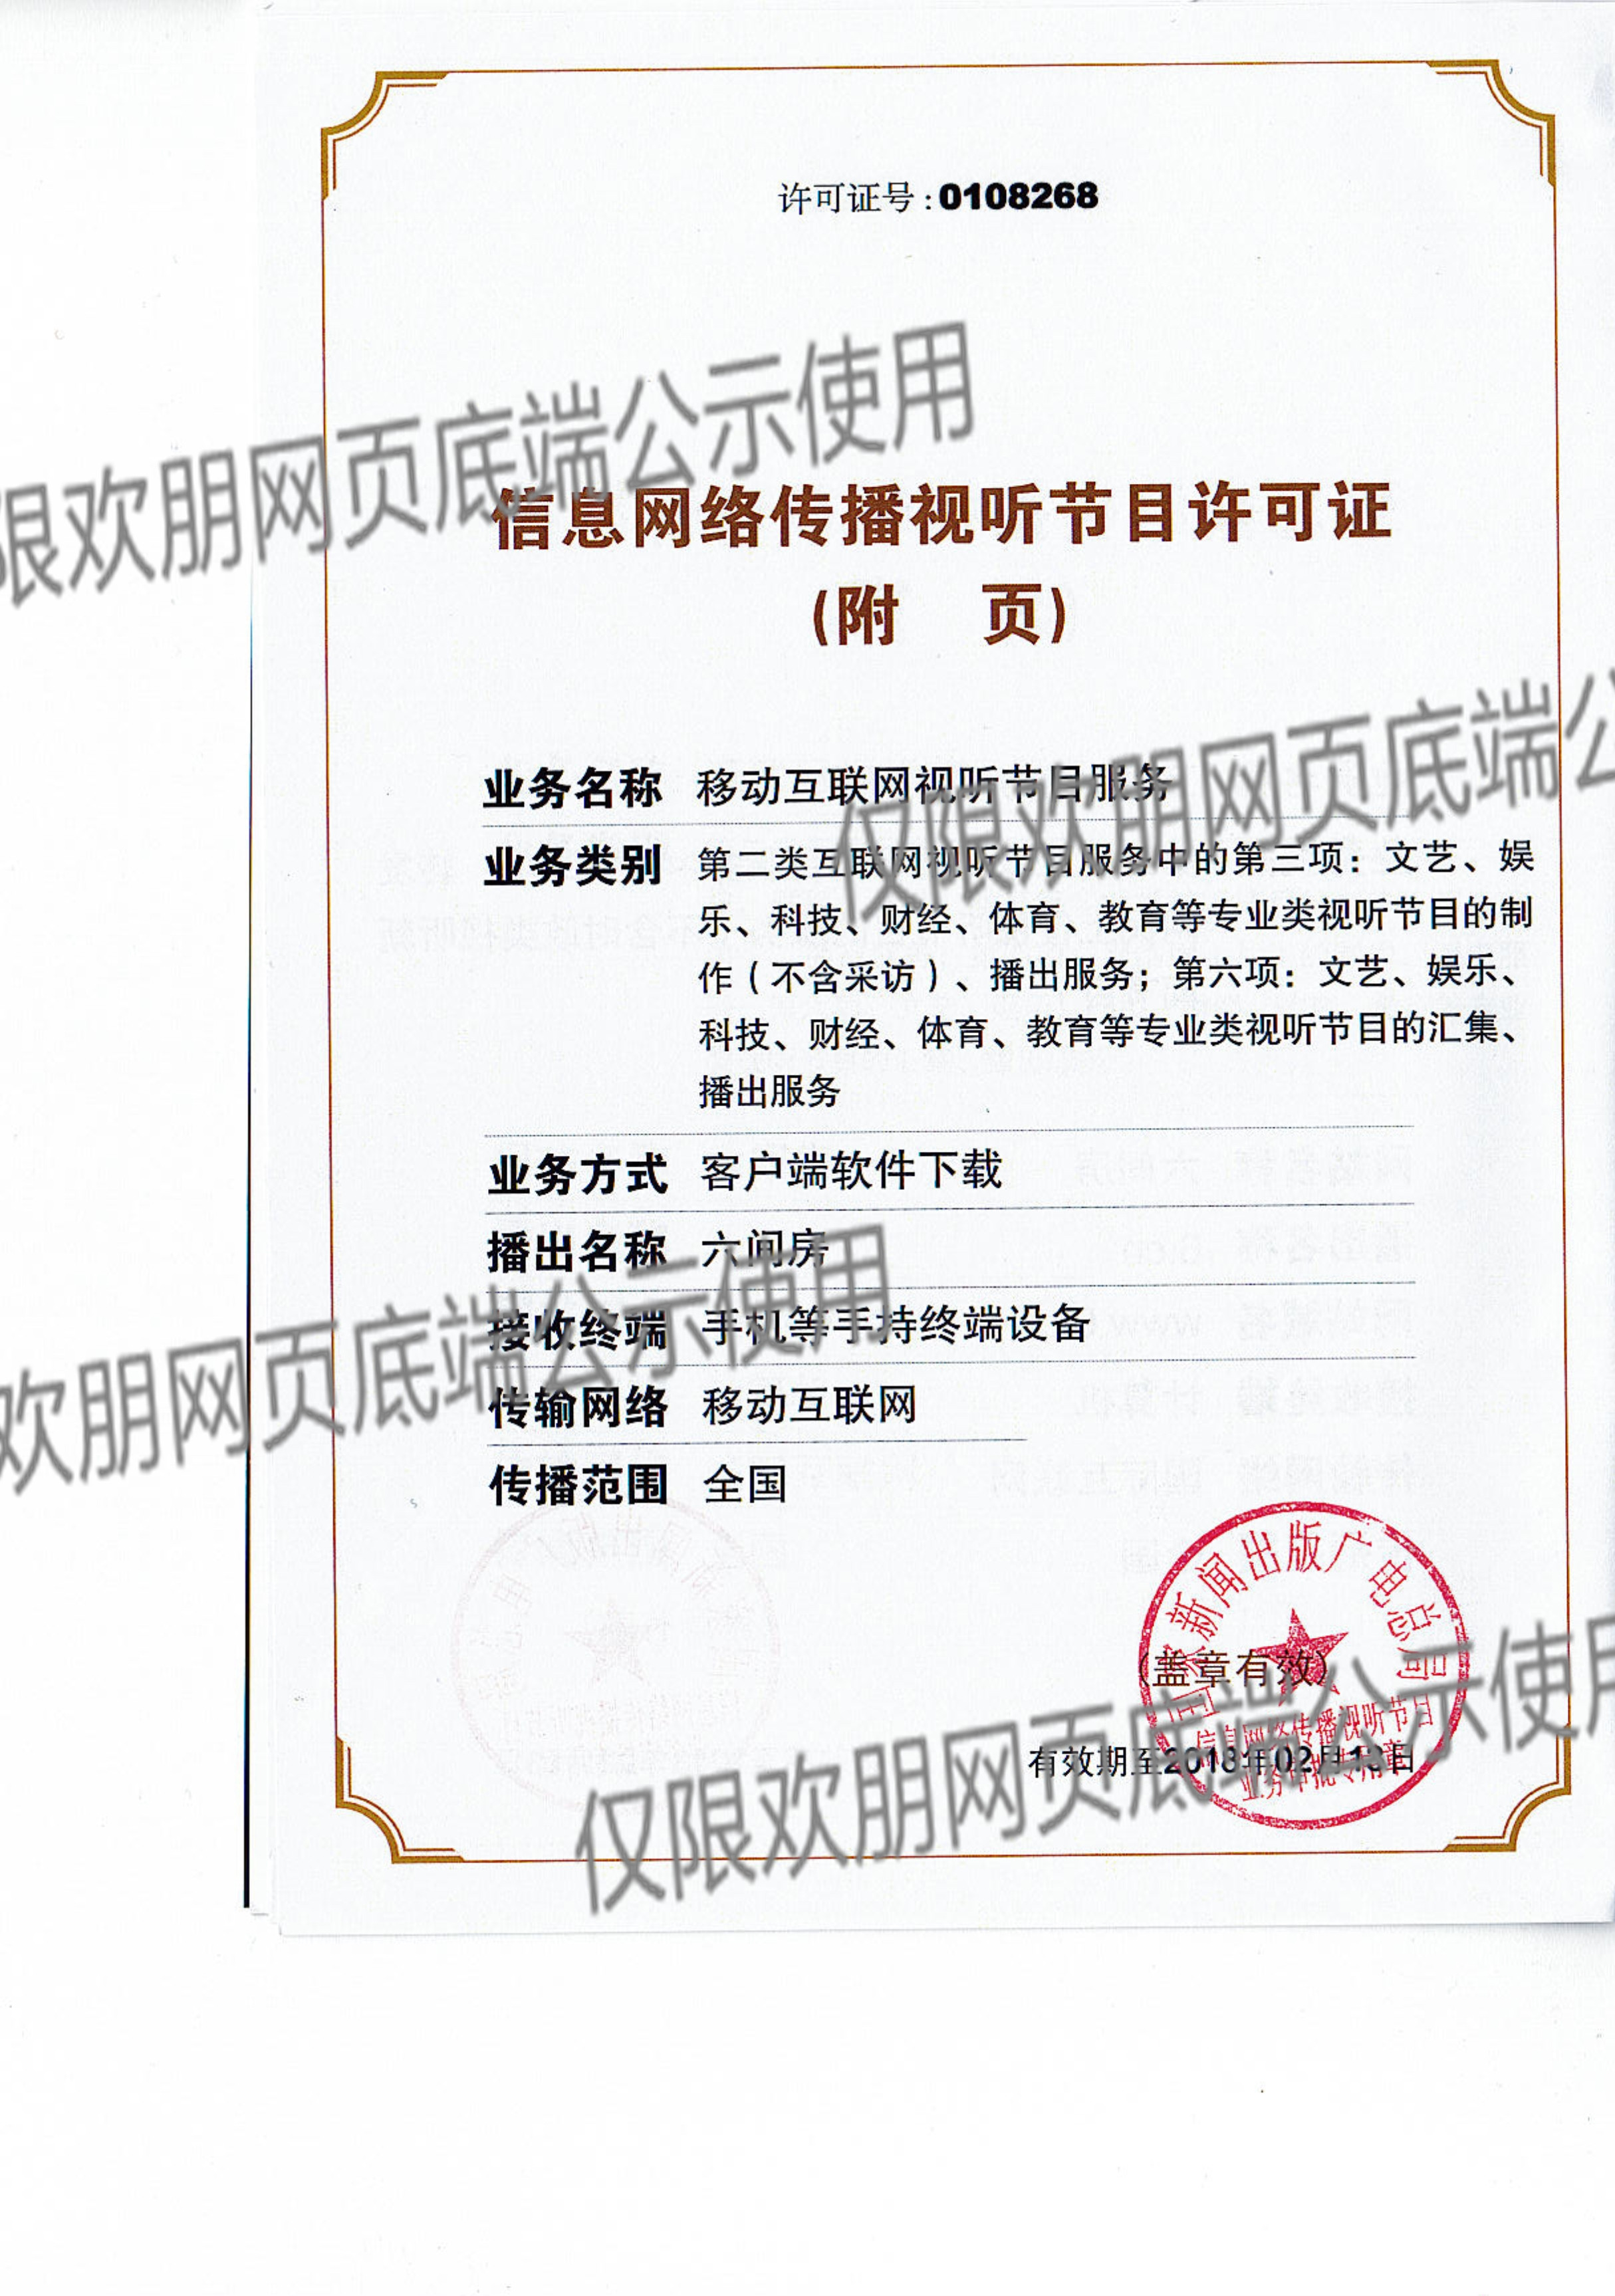 许可证号:0108268
信息网络传播视听节目许可证
(附 页)
业务名称 移动互联网视听节目服务
业务类别 第二类互联网视听节目服务中的第三项：文艺、娱
乐、科技、财经、体育、教育等专业类视听节目的制
作（不含采访）、播出服务；第六项：文艺、娱乐、
科技、财经、体育、教育等专业类视听节目的汇集、
播出服务
业务方式 客户端软件下载
播出名称 六间房
接收终端 手机等手持终端设备
传输网络 移动互联网
传播范围 全国
国家新闻出版广电总局
(盖章有效)
信息网络传播视听节目
业务审批专用章
有效期至2018年02月13日
限欢朋网页底端公示使用
仅限欢朋网页底端公
欢朋网页底端公示使用
仅限欢朋网页底端公示使用